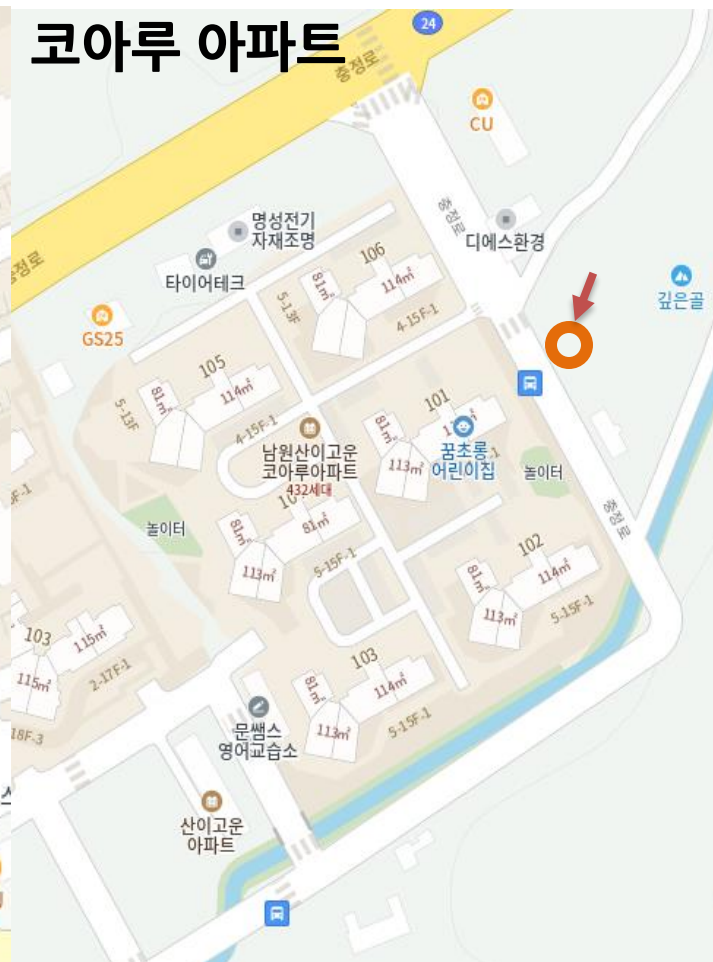 코아루 아파트
24
충정로
CU
명성전기
자재조명
충정로
디에스환경
충정로
타이어테크
106
81㎡
114㎡
깊은골
5-13F
4-15F-1
GS25
105
81㎡
114㎡
5-13F
101
81㎡
4-15F-1
남원산이고운
코아루아파트
432세대
113㎡
꿈초롱
어린이집
놀이터
81㎡
81㎡
놀이터
충정로
113㎡
5-15F-1
102
81㎡
114㎡
113㎡
5-15F-1
103
115㎡
115㎡
2-17F-1
18F-3
103
81㎡
114㎡
113㎡
5-15F-1
문쌤스
영어교습소
산이고운
아파트